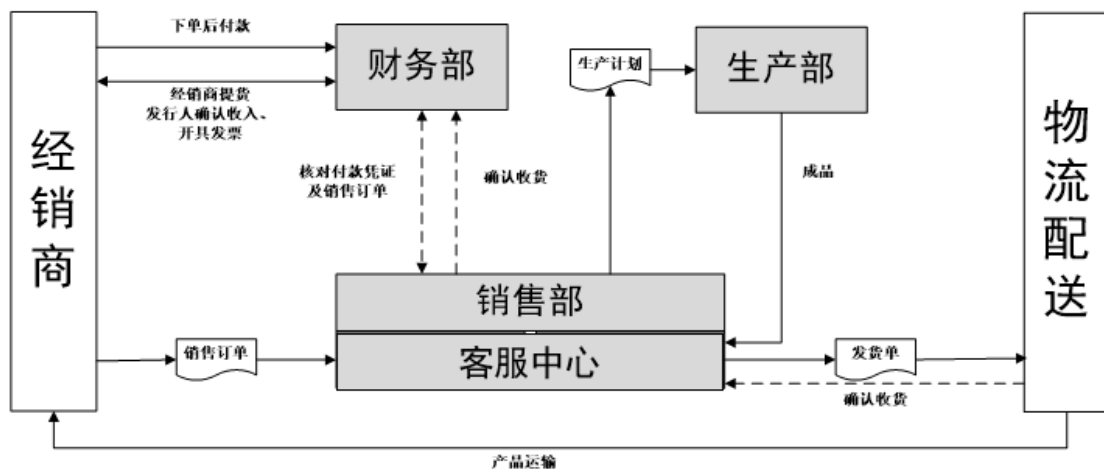 下单后付款
财务部
生产计划
生产部
经销商
物流配送
经销商提货
发行人确认收入、
开具发票
核对付款凭证
及销售订单
确认收货
成品
销售部
销售订单
客服中心
发货单
确认收货
产品运输